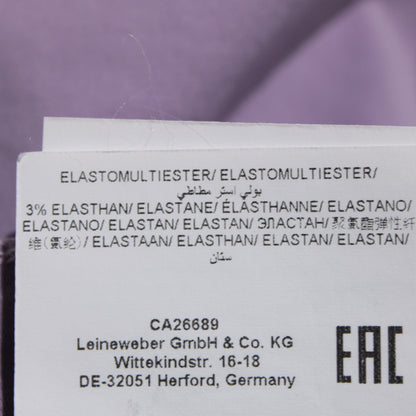 ELASTOMULTIESTER/ ELASTOMULTIESTER/
بولي استر مطاطي
3% ELASTHAN/ ELASTANE/ ÉLASTHANNE/ ELASTANO/
ELASTANO/ ELASTAN/ ELASTAN/ ЭЛАСТАН/ 聚氨酯弹性纤
维(氨纶)/ ELASTAAN/ ELASTHAN/ ELASTAN/ ELASTAN/
ستان
CA26689
Leineweber GmbH & Co. KG
Wittekindstr. 16-18
DE-32051 Herford, Germany
EAC